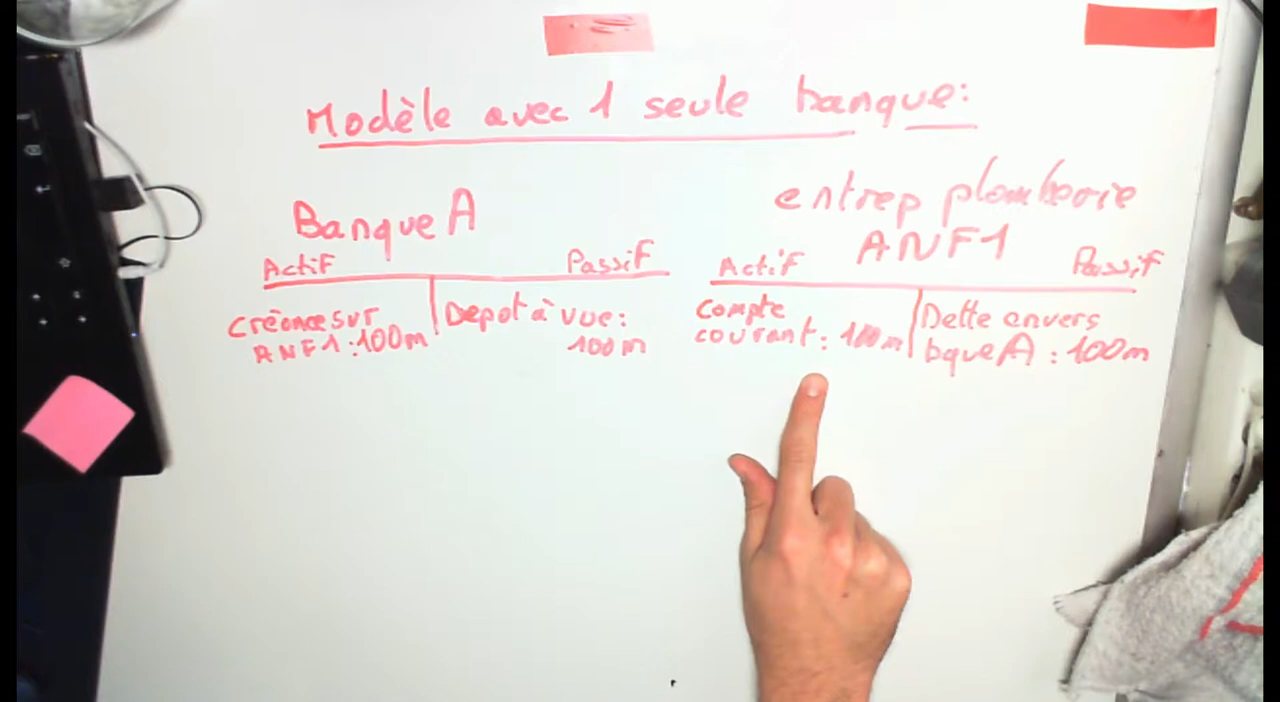 Modèle avec 1 seule banque:
Banque A
Actif Passif
Créance sur
ANF1:100m
Depot à vue:
100m
entrep plomberie
ANF1
Actif Passif
Compte
courant: 100m
Dette envers
bque A: 100m